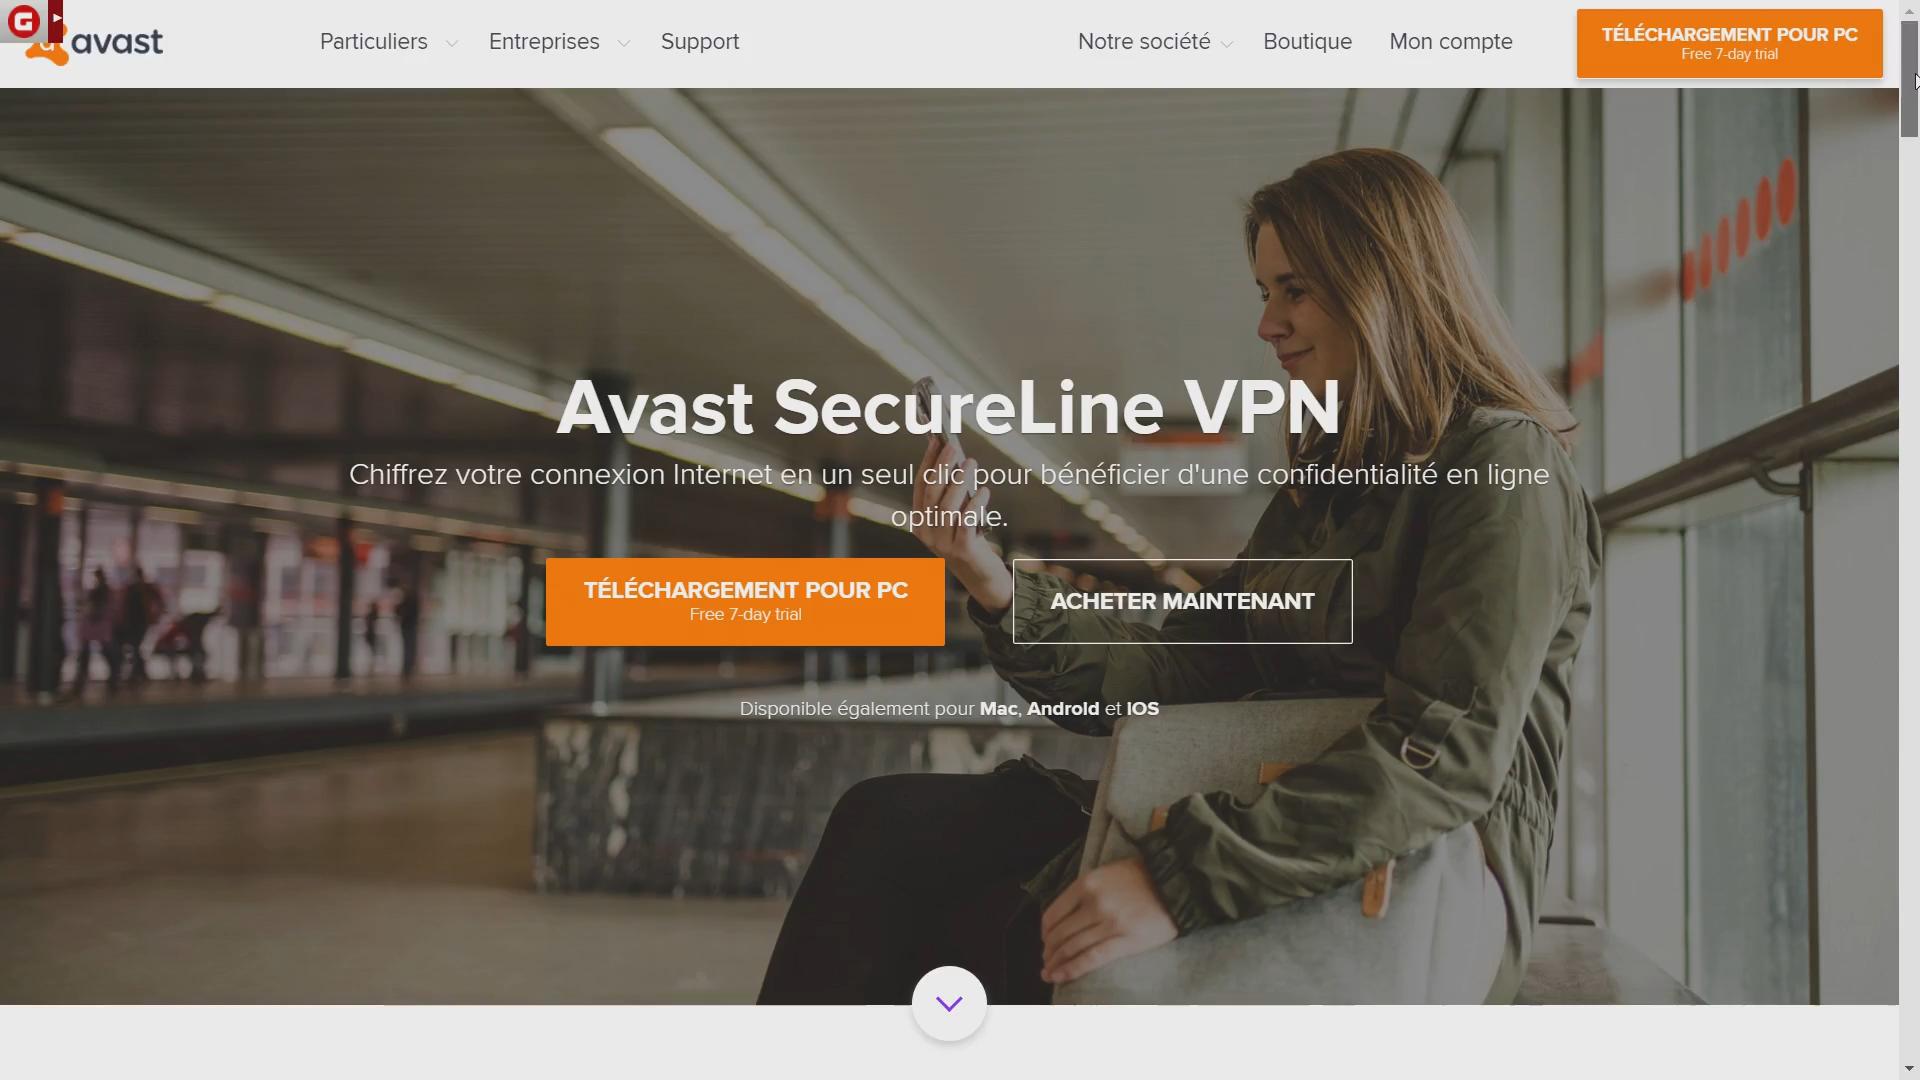 avast
Particuliers
Entreprises
Support
Notre société
Boutique
Mon compte
TÉLÉCHARGEMENT POUR PC
Free 7-day trial
Avast SecureLine VPN
Chiffrez votre connexion Internet en un seul clic pour bénéficier d'une confidentialité en ligne
optimale.
TÉLÉCHARGEMENT POUR PC
Free 7-day trial
ACHETER MAINTENANT
Disponible également pour Mac, Android et iOS